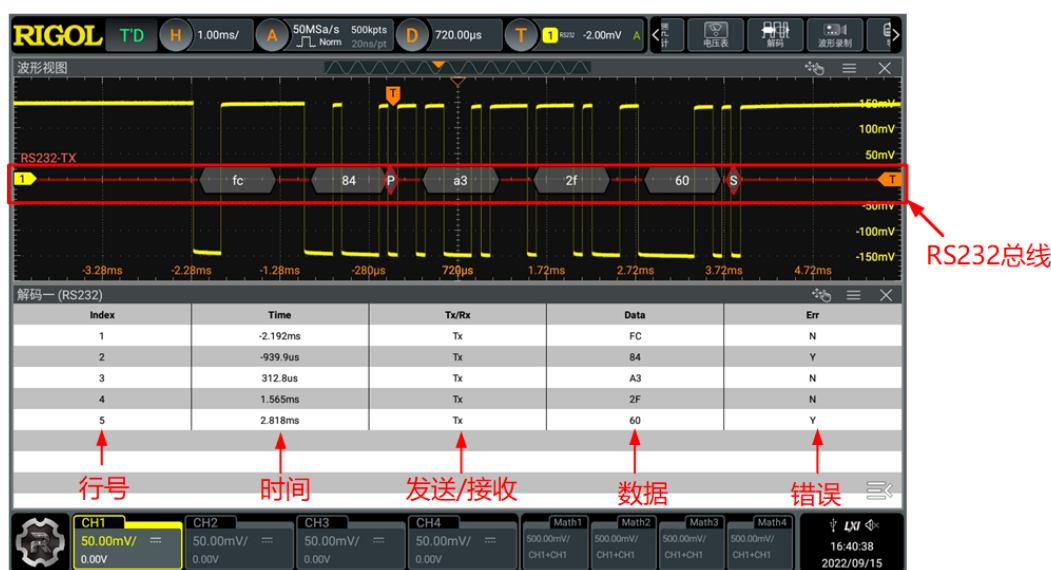 RIGOL T'D H 1.00ms/ A 50MSa/s 500kpts D 720.00μs T 1 RS232 -2.00mV A 电压表 解码 波形录制
Norm 20ns/pt
波形视图
T
150mV
100mV
RS232-TX 50mV
1 fc 84 P a3 2f 60 S T
-50mV
-100mV
-150mV
RS232总线
-3.28ms -2.28ms -1.28ms -280μs 720μs 1.72ms 2.72ms 3.72ms 4.72ms
解码一 (RS232)
Index Time Tx/Rx Data Err
1 -2.192ms Tx FC N
2 -939.9us Tx 84 Y
3 312.8us Tx A3 N
4 1.565ms Tx 2F N
5 2.818ms Tx 60 Y
行号 时间 发送/接收 数据 错误
CH1 CH2 CH3 CH4 Math1 Math2 Math3 Math4 LXI
50.00mV/ 50.00mV/ 50.00mV/ 50.00mV/ 500.00mV/ 500.00mV/ 500.00mV/ 500.00mV/
0.00V 0.00V 0.00V 0.00V CH1+CH1 CH1+CH1 CH1+CH1 CH1+CH1
16:40:38
2022/09/15